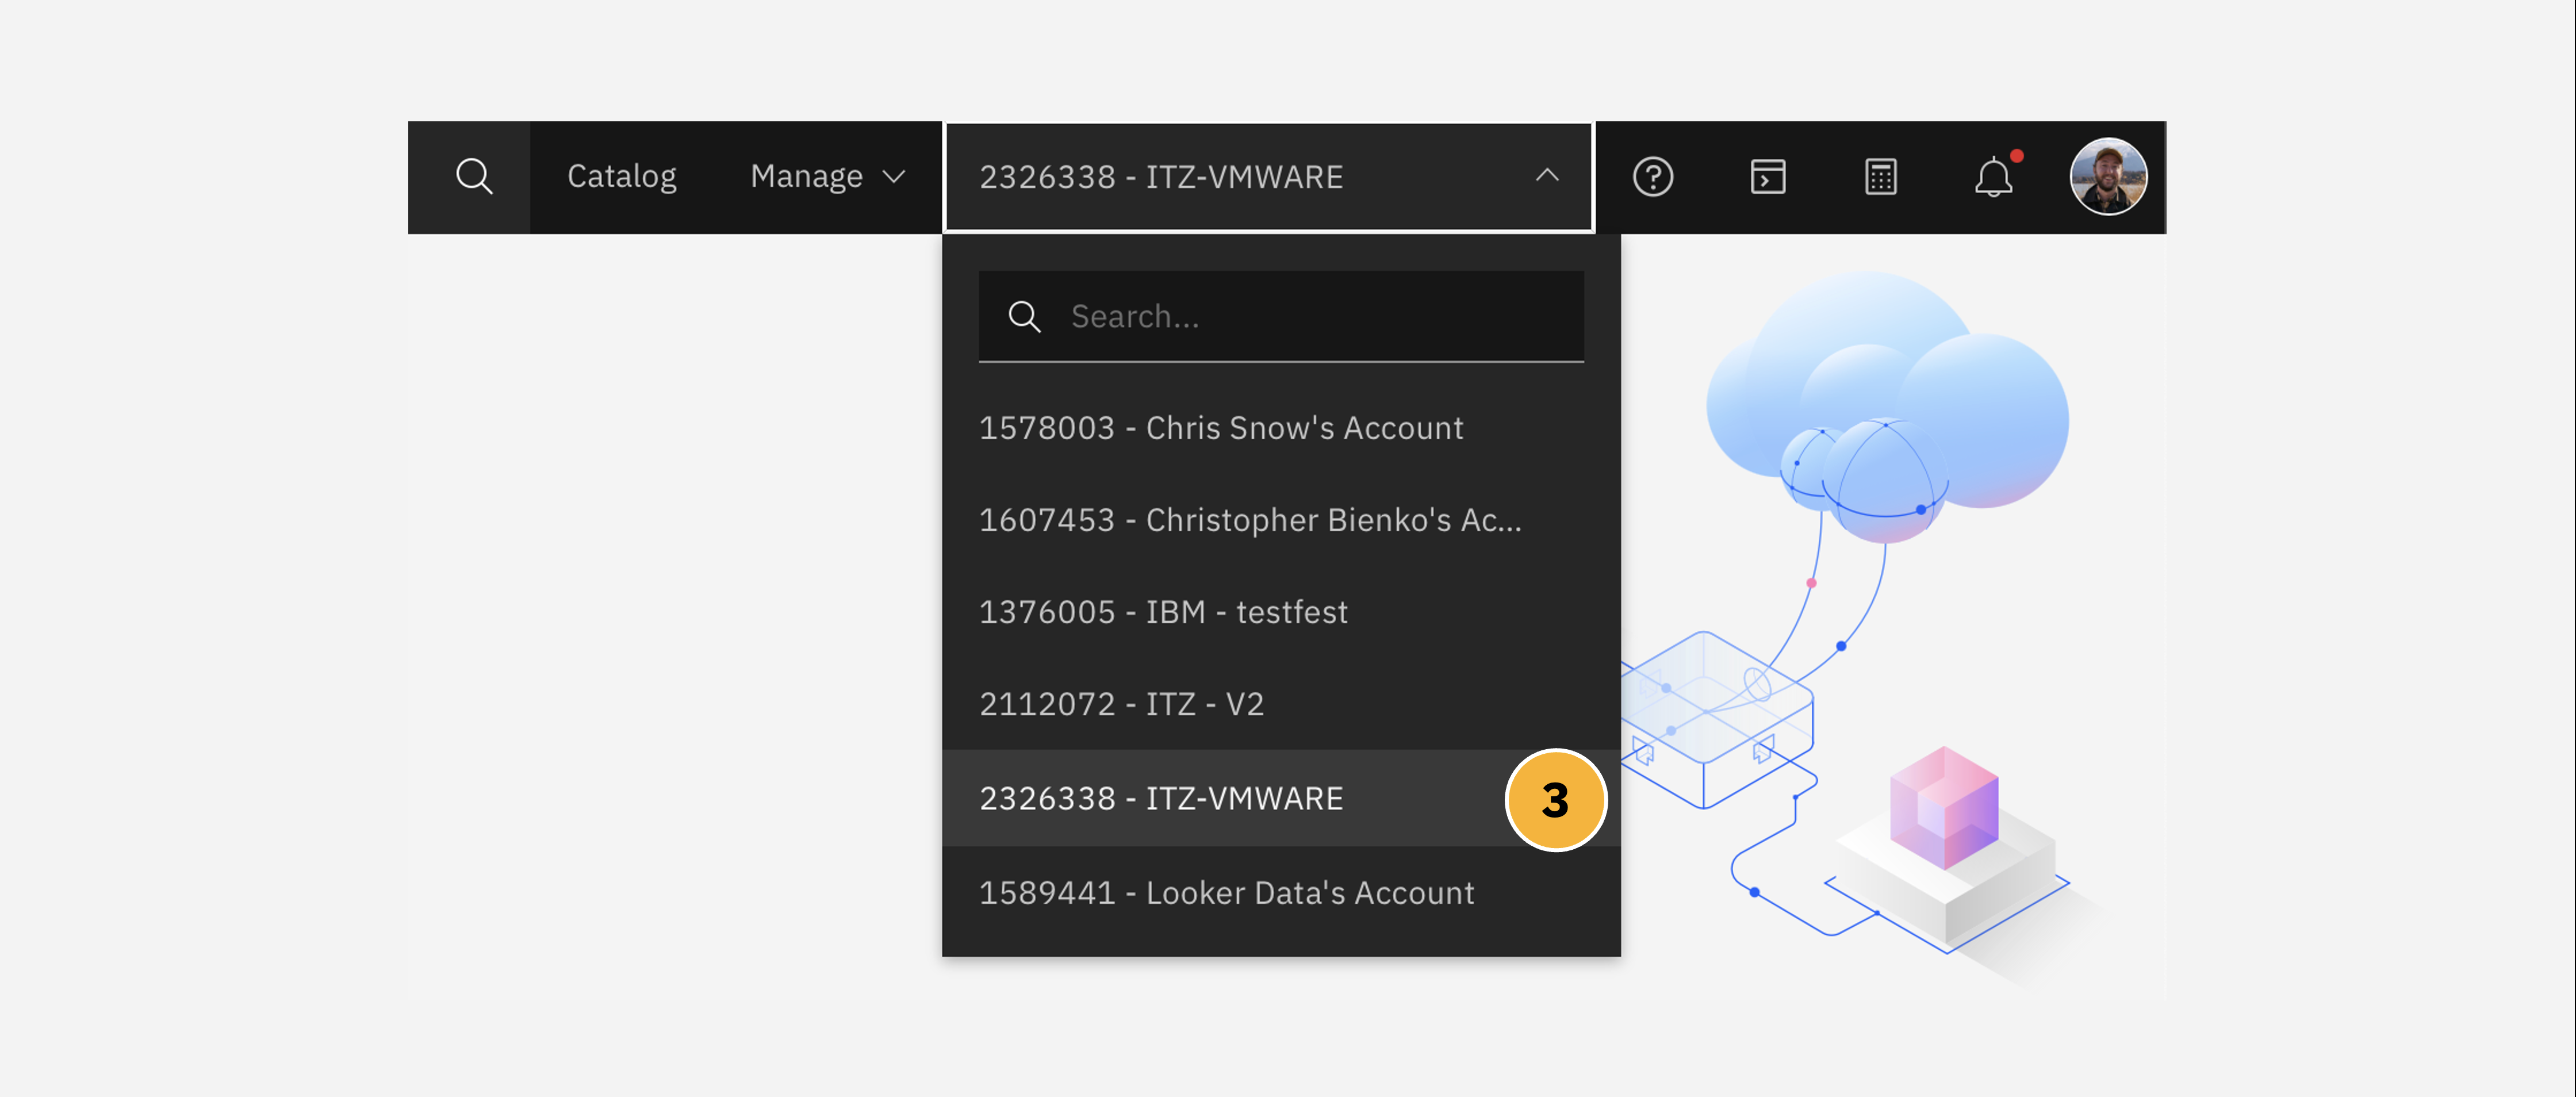 Catalog
Manage
2326338 - ITZ-VMWARE
Search...
1578003 - Chris Snow's Account
1607453 - Christopher Bienko's Ac...
1376005 - IBM - testfest
2112072 - ITZ - V2
2326338 - ITZ-VMWARE
3
1589441 - Looker Data's Account